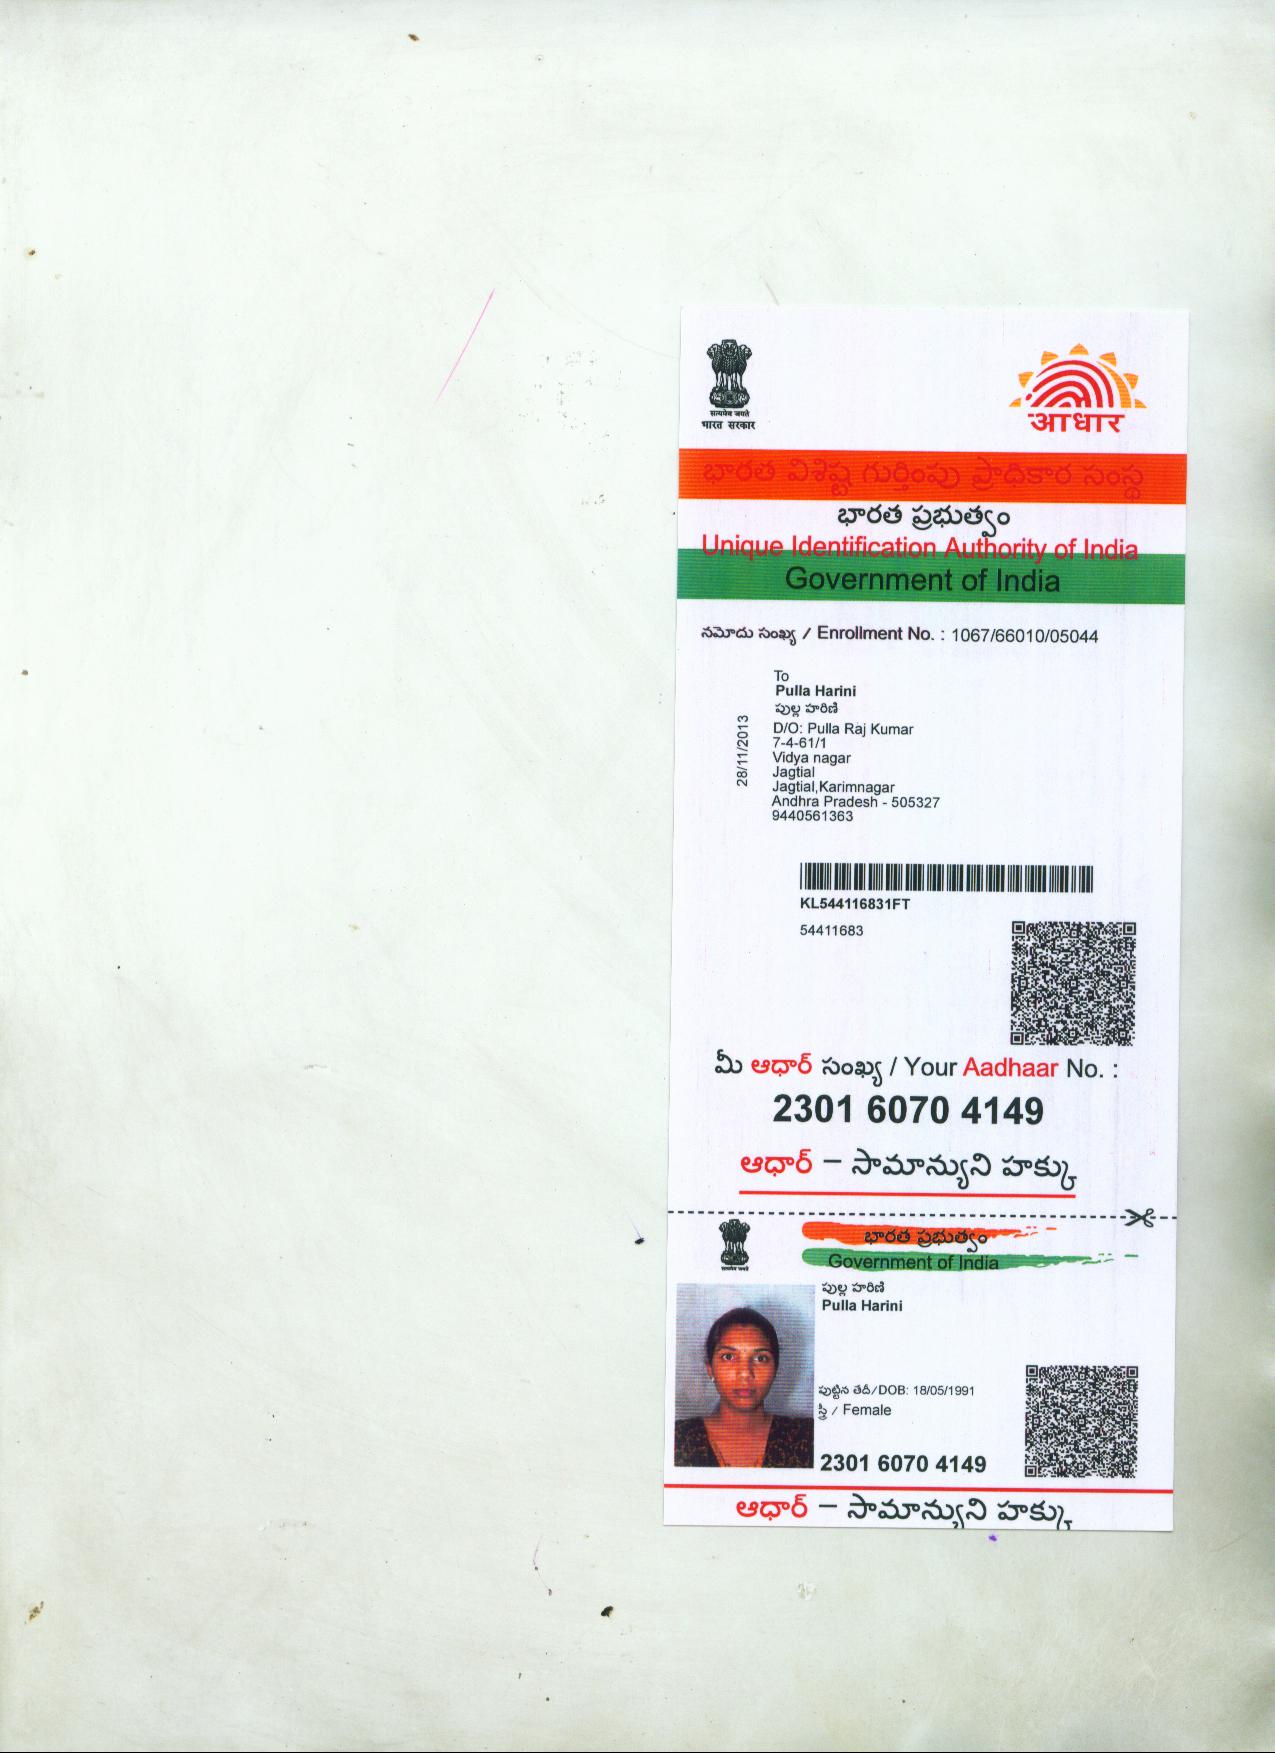 सत्यमेव जयते
भारत सरकार
आधार
భారత విశిష్ట గుర్తింపు ప్రాధికార సంస్థ
భారత ప్రభుత్వం
Unique Identification Authority of India
Government of India
నమోదు సంఖ్య / Enrollment No. : 1067/66010/05044
28/11/2013
To
Pulla Harini
పుల్ల హరిణి
D/O: Pulla Raj Kumar
7-4-61/1
Vidya nagar
Jagtial
Jagtial,Karimnagar
Andhra Pradesh - 505327
9440561363
KL544116831FT
54411683
మీ ఆధార్ సంఖ్య / Your Aadhaar No. :
2301 6070 4149
ఆధార్ – సామాన్యుని హక్కు
భారత ప్రభుత్వం
Government of India
పుల్ల హరిణి
Pulla Harini
పుట్టిన తేదీ/DOB: 18/05/1991
స్త్రీ / Female
2301 6070 4149
ఆధార్ – సామాన్యుని హక్కు